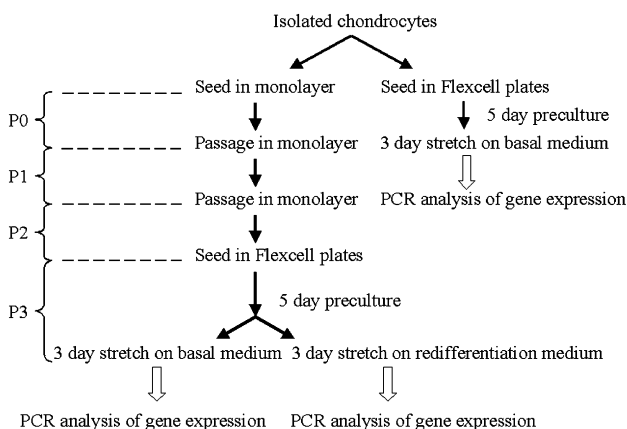 Isolated chondrocytes
Seed in monolayer
Seed in Flexcell plates
P0
5 day preculture
Passage in monolayer
3 day stretch on basal medium
P1
Passage in monolayer
PCR analysis of gene expression
P2
Seed in Flexcell plates
P3
5 day preculture
3 day stretch on basal medium
3 day stretch on redifferentiation medium
PCR analysis of gene expression
PCR analysis of gene expression